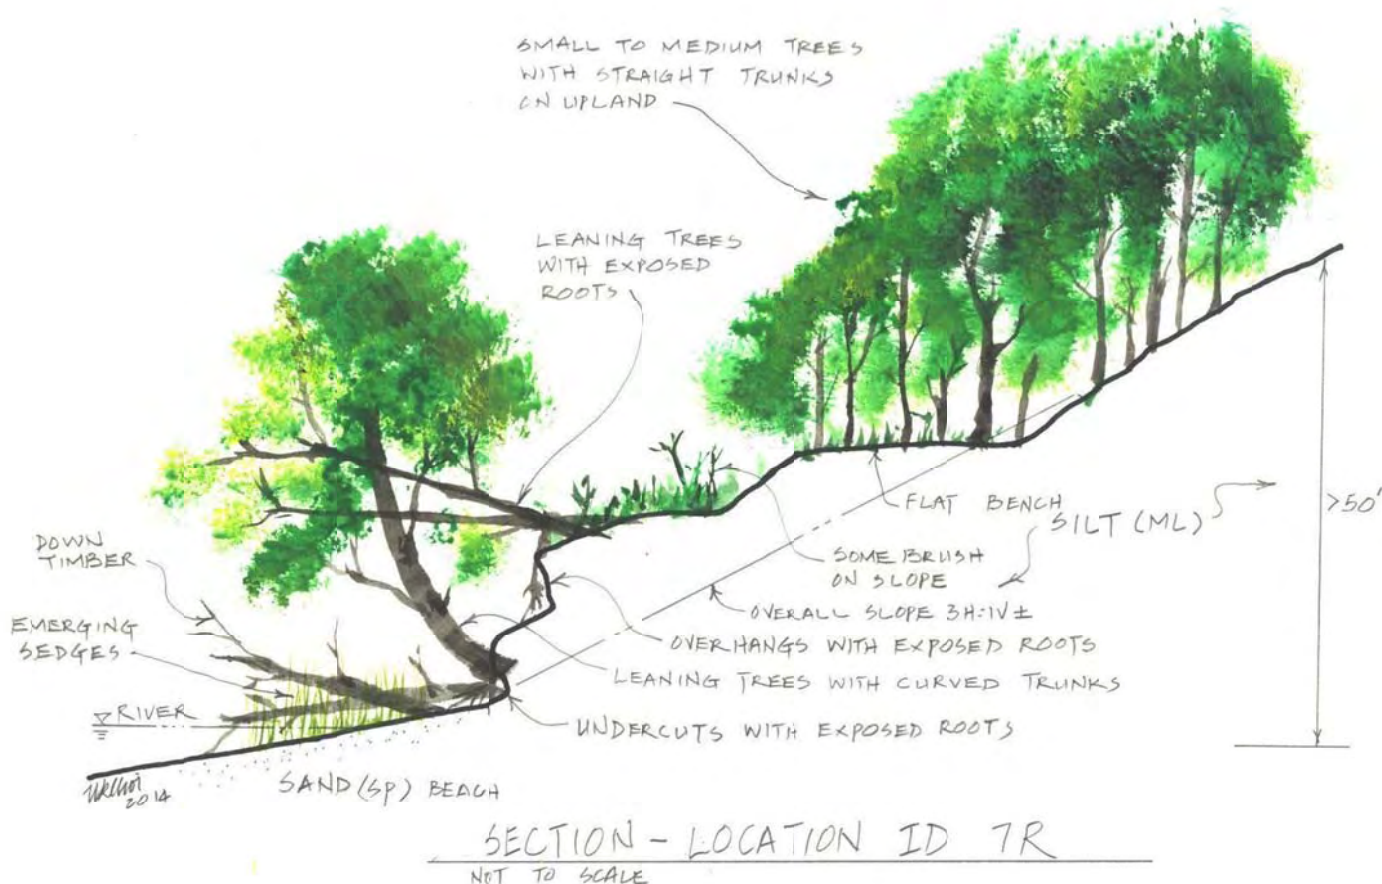 SMALL TO MEDIUM TREES
WITH STRAIGHT TRUNKS
ON UPLAND
LEANING TREES
WITH EXPOSED
ROOTS
DOWN
TIMBER
EMERGING
SEDGES
RIVER
FLAT BENCH
SILT (ML)
>50'
SOME BRUSH
ON SLOPE
OVERALL SLOPE 3H:1V±
OVERHANGS WITH EXPOSED ROOTS
LEANING TREES WITH CURVED TRUNKS
UNDERCUTS WITH EXPOSED ROOTS
SAND (SP) BEACH
2014
SECTION - LOCATION ID 7R
NOT TO SCALE